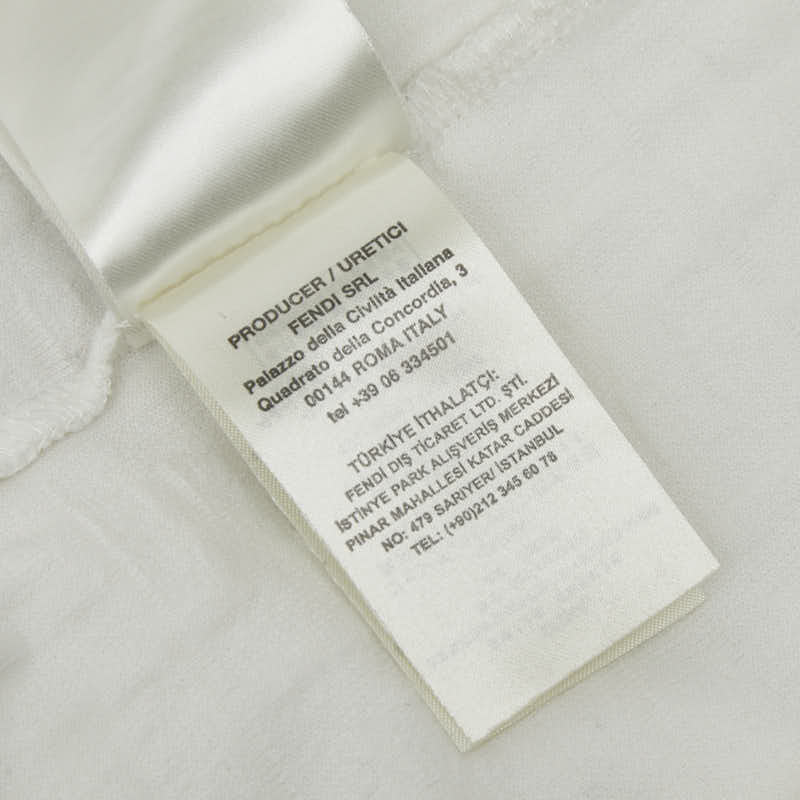 PRODUCER / URETICI
FENDI SRL
Palazzo della Civiltà Italiana
Quadrato della Concordia, 3
00144 ROMA ITALY
tel +39 06 334501
TÜRKİYE İTHALATÇI:
FENDİ DIŞ TİCARET LTD. ŞTİ.
İSTİNYE PARK ALIŞVERİŞ MERKEZİ
PINAR MAHALLESİ KATAR CADDESİ
NO: 479 SARIYER/ İSTANBUL
TEL: (+90)212 345 60 78